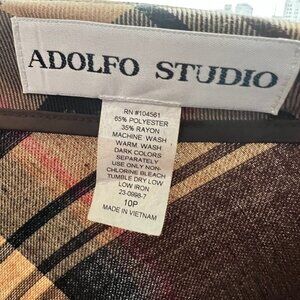 ADOLFO STUDIO
RN #104561
65% POLYESTER
35% RAYON
MACHINE WASH
WARM WASH
DARK COLORS
SEPARATELY
USE ONLY NON-
CHLORINE BLEACH
TUMBLE DRY LOW
LOW IRON
23-0998-7
10P
MADE IN VIETNAM